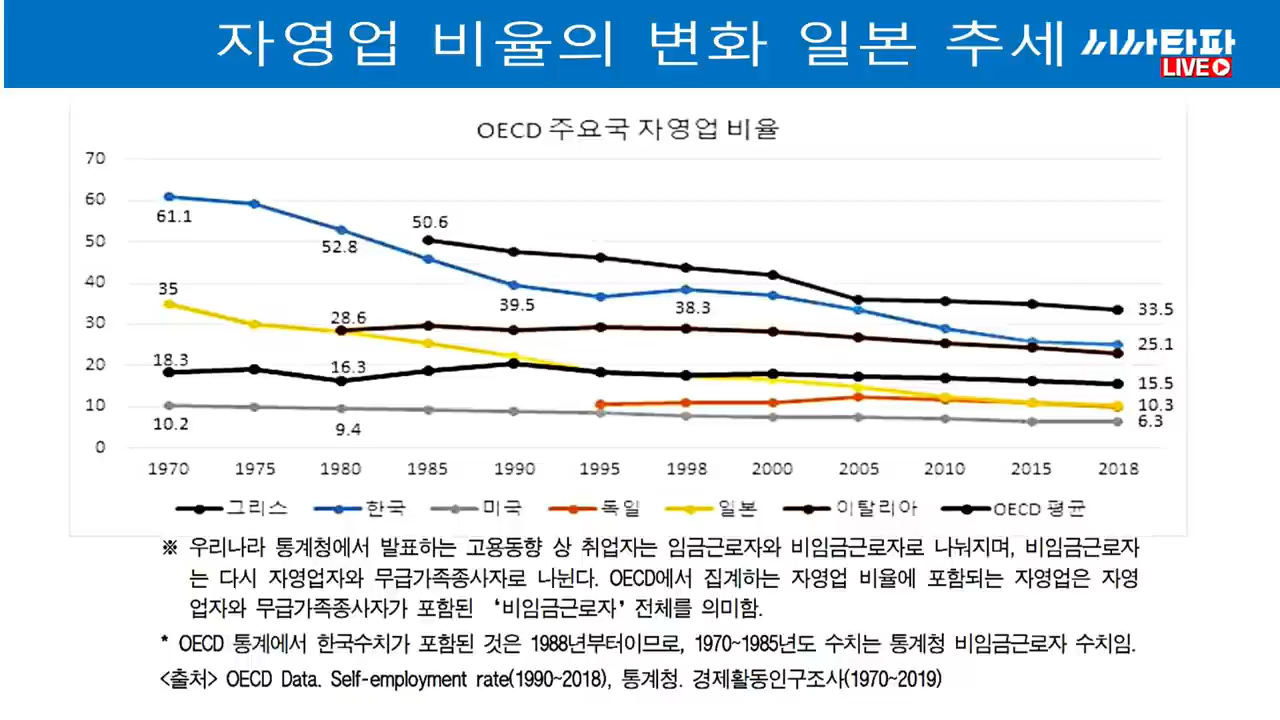 자영업 비율의 변화 일본 추세
시사타파
LIVE
OECD 주요국 자영업 비율
70
60
50
40
30
20
10
0
61.1
52.8
50.6
39.5
38.3
33.5
25.1
35
28.6
18.3
16.3
15.5
10.3
6.3
10.2
9.4
1970 1975 1980 1985 1990 1995 1998 2000 2005 2010 2015 2018
그리스 한국 미국 독일 일본 이탈리아 OECD 평균
※ 우리나라 통계청에서 발표하는 고용동향 상 취업자는 임금근로자와 비임금근로자로 나눠지며, 비임금근로자
는 다시 자영업자와 무급가족종사자로 나뉜다. OECD에서 집계하는 자영업 비율에 포함되는 자영업은 자영
업자와 무급가족종사자가 포함된 ‘비임금근로자’ 전체를 의미함.
* OECD 통계에서 한국수치가 포함된 것은 1988년부터이므로, 1970~1985년도 수치는 통계청 비임금근로자 수치임.
<출처> OECD Data. Self-employment rate(1990~2018), 통계청. 경제활동인구조사(1970~2019)